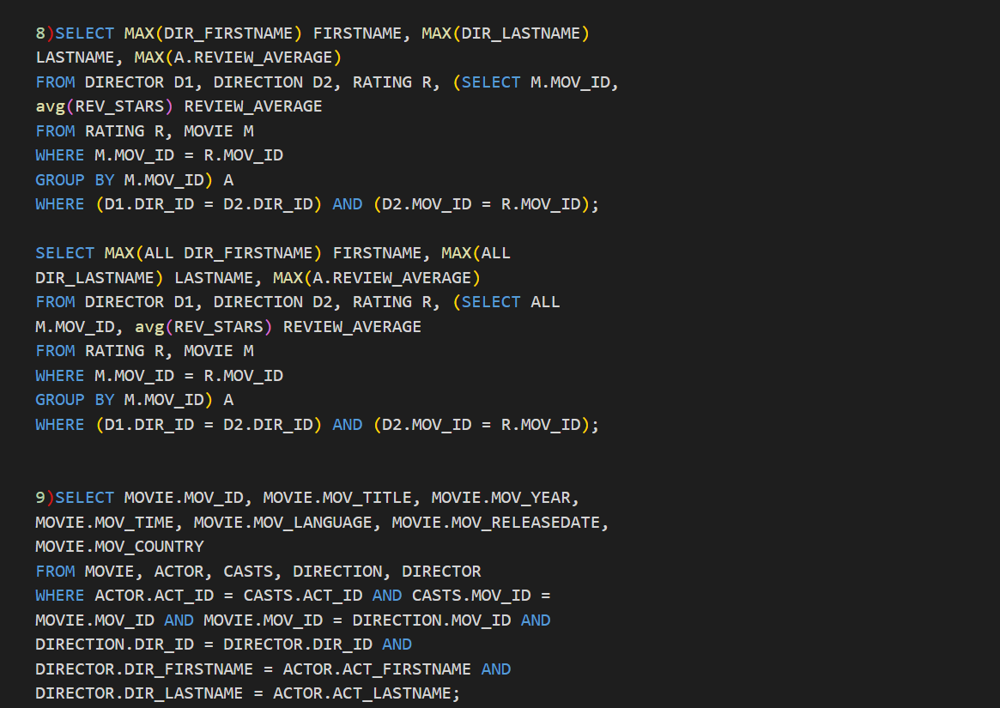 8)SELECT MAX(DIR_FIRSTNAME) FIRSTNAME, MAX(DIR_LASTNAME)
LASTNAME, MAX(A.REVIEW_AVERAGE)
FROM DIRECTOR D1, DIRECTION D2, RATING R, (SELECT M.MOV_ID,
avg(REV_STARS) REVIEW_AVERAGE
FROM RATING R, MOVIE M
WHERE M.MOV_ID = R.MOV_ID
GROUP BY M.MOV_ID) A
WHERE (D1.DIR_ID = D2.DIR_ID) AND (D2.MOV_ID = R.MOV_ID);
SELECT MAX(ALL DIR_FIRSTNAME) FIRSTNAME, MAX(ALL
DIR_LASTNAME) LASTNAME, MAX(A.REVIEW_AVERAGE)
FROM DIRECTOR D1, DIRECTION D2, RATING R, (SELECT ALL
M.MOV_ID, avg(REV_STARS) REVIEW_AVERAGE
FROM RATING R, MOVIE M
WHERE M.MOV_ID = R.MOV_ID
GROUP BY M.MOV_ID) A
WHERE (D1.DIR_ID = D2.DIR_ID) AND (D2.MOV_ID = R.MOV_ID);
9)SELECT MOVIE.MOV_ID, MOVIE.MOV_TITLE, MOVIE.MOV_YEAR,
MOVIE.MOV_TIME, MOVIE.MOV_LANGUAGE, MOVIE.MOV_RELEASEDATE,
MOVIE.MOV_COUNTRY
FROM MOVIE, ACTOR, CASTS, DIRECTION, DIRECTOR
WHERE ACTOR.ACT_ID = CASTS.ACT_ID AND CASTS.MOV_ID =
MOVIE.MOV_ID AND MOVIE.MOV_ID = DIRECTION.MOV_ID AND
DIRECTION.DIR_ID = DIRECTOR.DIR_ID AND
DIRECTOR.DIR_FIRSTNAME = ACTOR.ACT_FIRSTNAME AND
DIRECTOR.DIR_LASTNAME = ACTOR.ACT_LASTNAME;